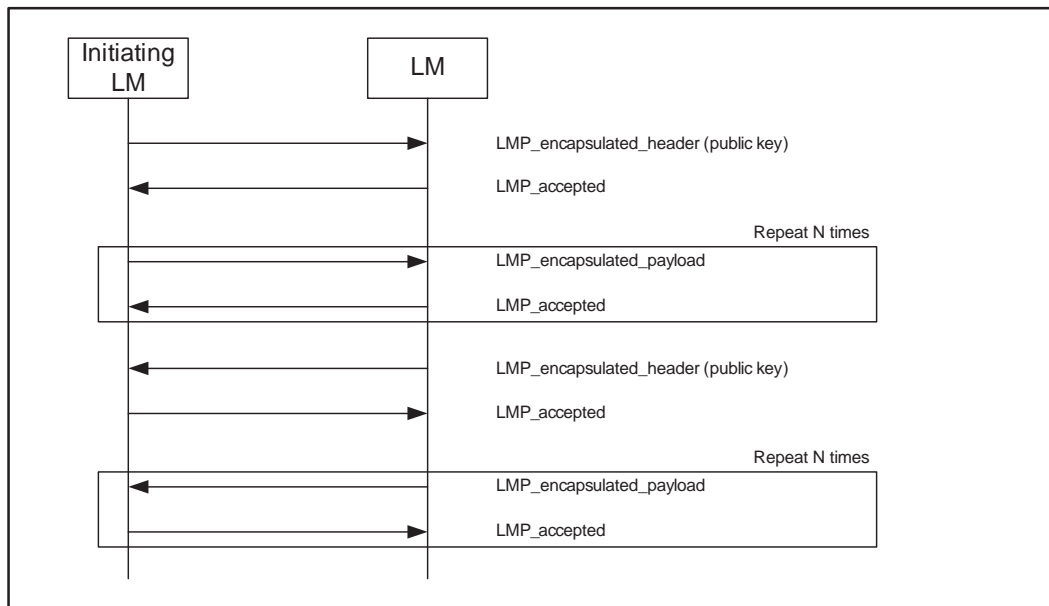 Initiating
LM
LM
LMP_encapsulated_header (public key)
LMP_accepted
Repeat N times
LMP_encapsulated_payload
LMP_accepted
LMP_encapsulated_header (public key)
LMP_accepted
Repeat N times
LMP_encapsulated_payload
LMP_accepted